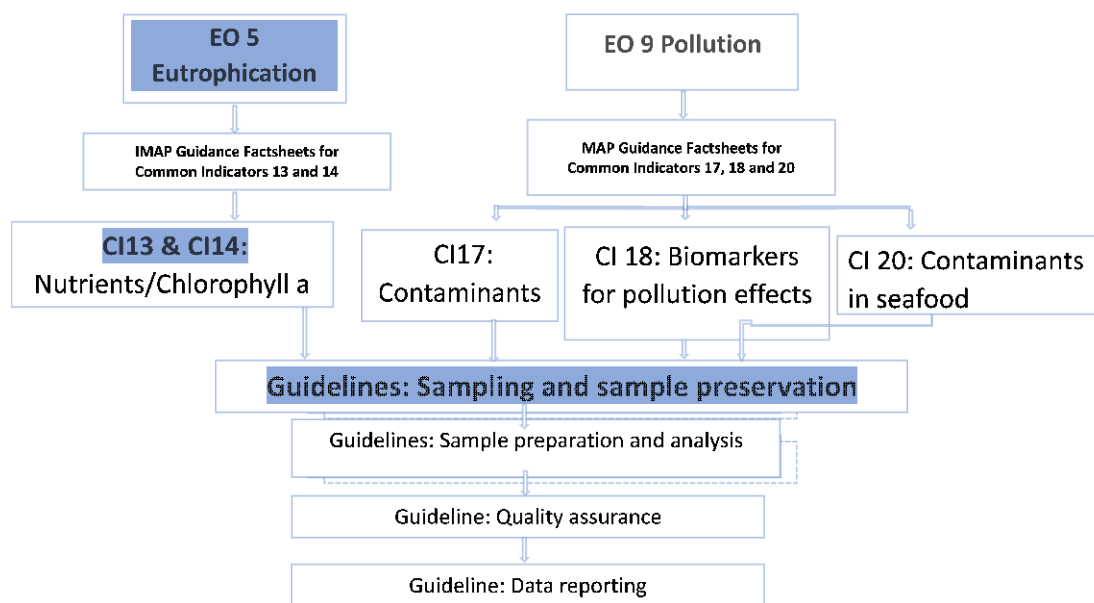 EO 5
Eutrophication
EO 9 Pollution
IMAP Guidance Factsheets for
Common Indicators 13 and 14
MAP Guidance Factsheets for
Common Indicators 17, 18 and 20
CI13 & CI14:
Nutrients/Chlorophyll a
CI17:
Contaminants
CI 18: Biomarkers
for pollution effects
CI 20: Contaminants
in seafood
Guidelines: Sampling and sample preservation
Guidelines: Sample preparation and analysis
Guideline: Quality assurance
Guideline: Data reporting